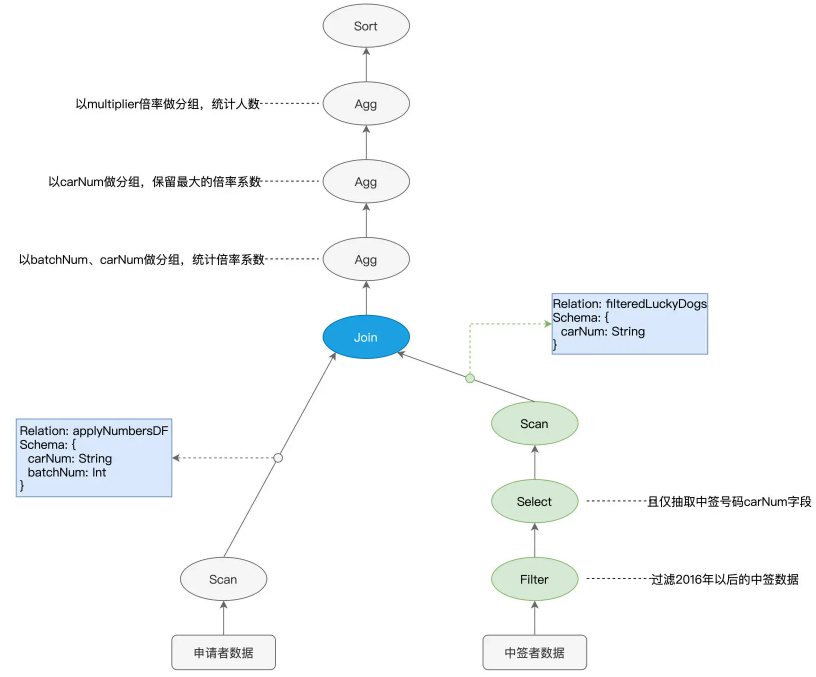 Sort
以multiplier倍率做分组，统计人数
Agg
以carNum做分组，保留最大的倍率系数
Agg
以batchNum、carNum做分组，统计倍率系数
Agg
Join
Relation: filteredLuckyDogs
Schema: {
carNum: String
}
Relation: applyNumbersDF
Schema: {
carNum: String
batchNum: Int
}
Scan
Select
且仅抽取中签号码carNum字段
Scan
Filter
过滤2016年以后的中签数据
申请者数据
中签者数据